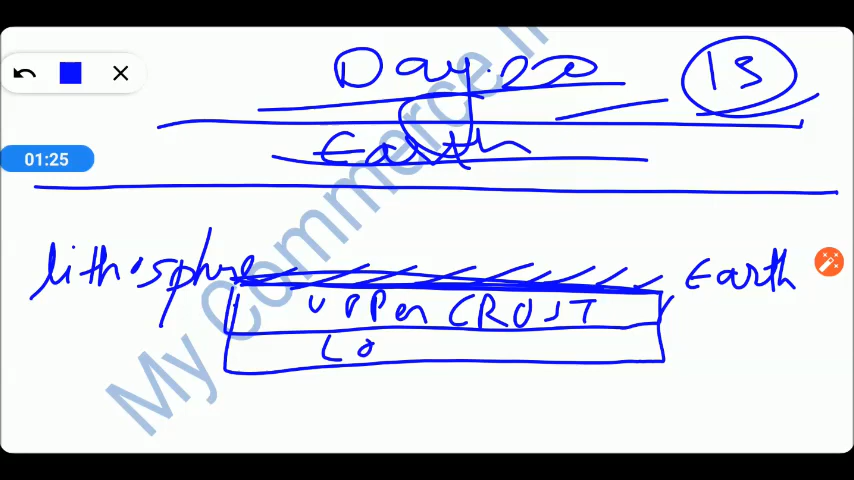 Day-20
13
Earth
01:25
lithosphere
Earth
UPPer CRUST
Lo
My Commerce